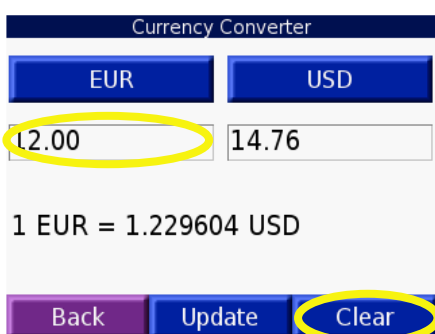 Currency Converter
EUR USD
12.00 14.76
1 EUR = 1.229604 USD
Back Update Clear